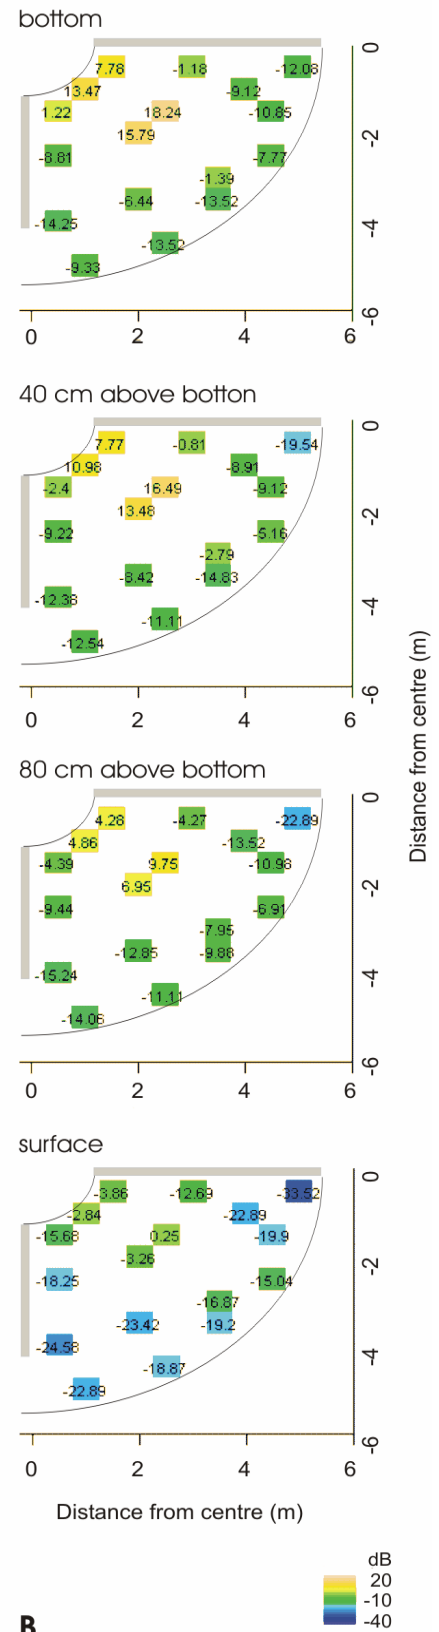 bottom
7.78 -1.18 -12.08 0
13.47 -9.12
1.22 18.24 -10.85
15.79 -2
-8.81 -7.77
-1.39
-6.44 -13.52
-14.25 -4
-13.52
-9.33
-6
0 2 4 6
40 cm above botton
7.77 -0.81 -19.54 0
10.98 -8.91
-2.4 16.49 -9.12
13.48 -2
-9.22 -5.16
-2.79
-8.42 -14.83
-12.38 -4
-11.11
-12.54
-6
0 2 4 6
Distance from centre (m)
80 cm above bottom
4.28 -4.27 -22.89 0
4.86 -13.52
-4.39 9.75 -10.98
6.95 -2
-9.44 -6.91
-7.95
-12.85 -9.88
-15.24 -4
-11.11
-14.06
-6
0 2 4 6
surface
-3.86 -12.69 -33.52 0
-2.84 -22.89
-15.68 0.25 -19.9
-3.26 -2
-18.25 -15.04
-16.87
-23.42 -19.2
-24.58 -4
-18.87
-22.89
-6
0 2 4 6
Distance from centre (m)
dB
20
-10
-40
B